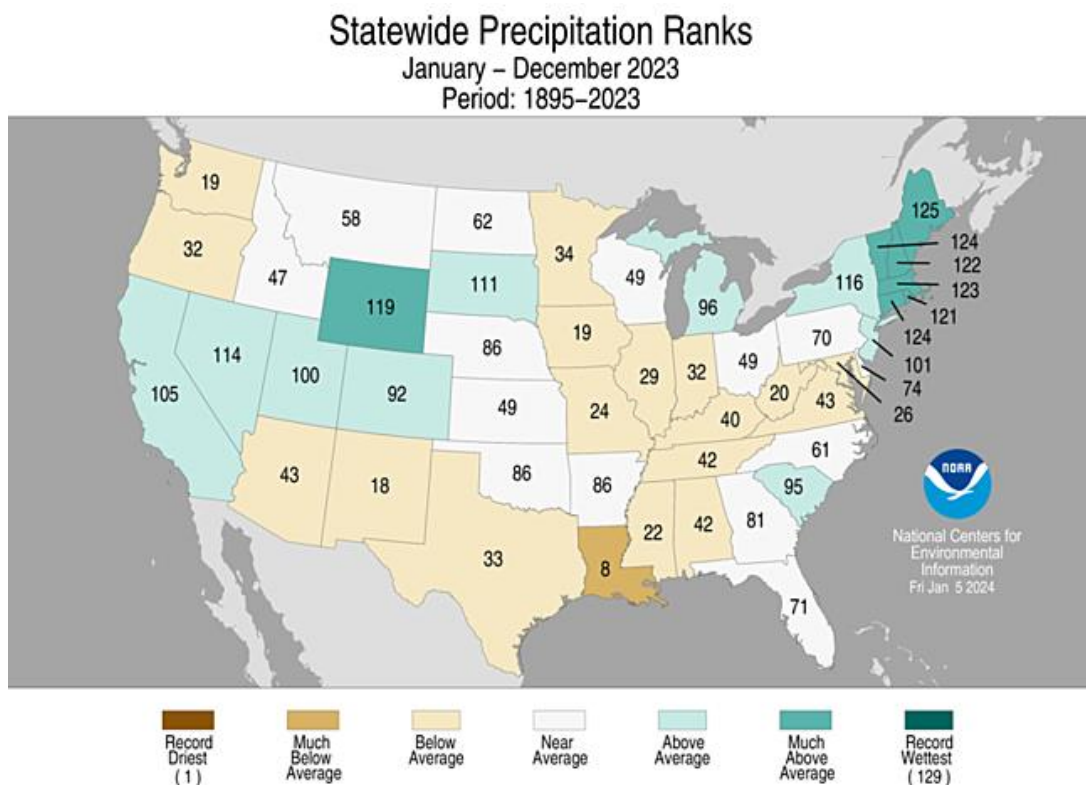 Statewide Precipitation Ranks
January – December 2023
Period: 1895–2023
19
58
62
34
125
32
47
111
49
124
122
119
96
116
123
121
86
19
70
124
114
100
101
105
92
29
32
49
74
49
24
20
43
26
40
61
43
18
86
86
42
95
33
8
22
42
81
71
NOAA
National Centers for
Environmental
Information
Fri Jan 5 2024
Record
Driest
(1)
Much
Below
Average
Below
Average
Near
Average
Above
Average
Much
Above
Average
Record
Wettest
(129)